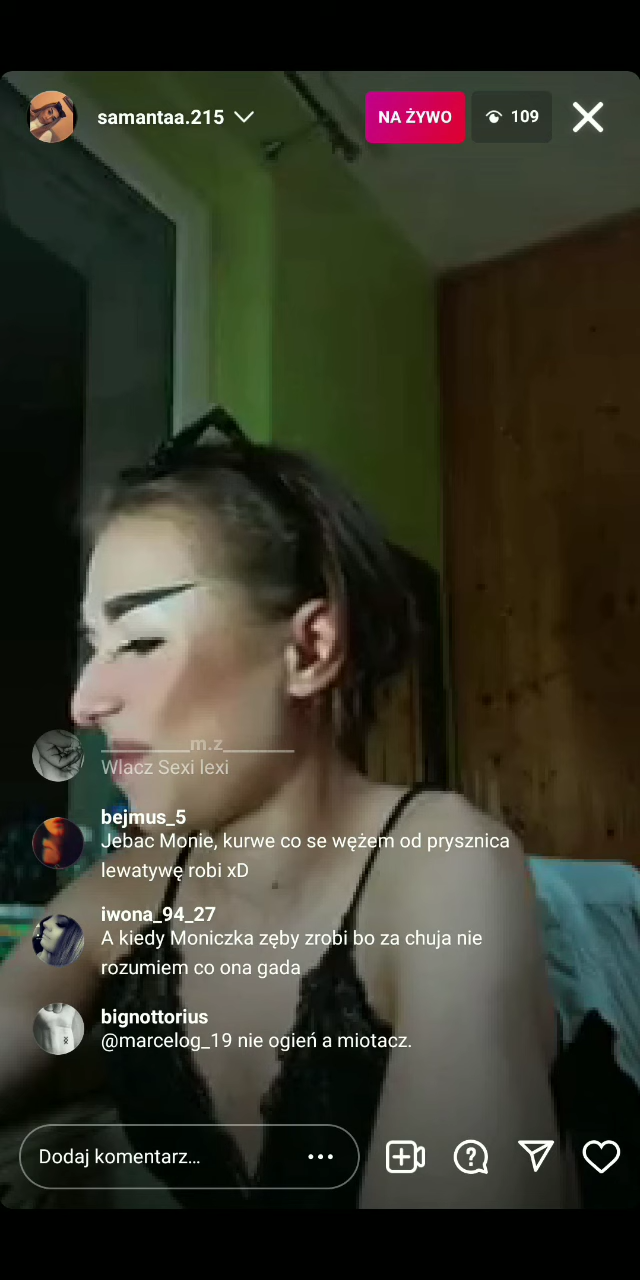 samantaa.215
NA ŻYWO
109
________m.z_______
Wlacz Sexi lexi
bejmus_5
Jebac Monie, kurwe co se wężem od prysznica
lewatywę robi xD
iwona_94_27
A kiedy Moniczka zęby zrobi bo za chuja nie
rozumiem co ona gada
bignottorius
@marcelog_19 nie ogień a miotacz.
Dodaj komentarz...